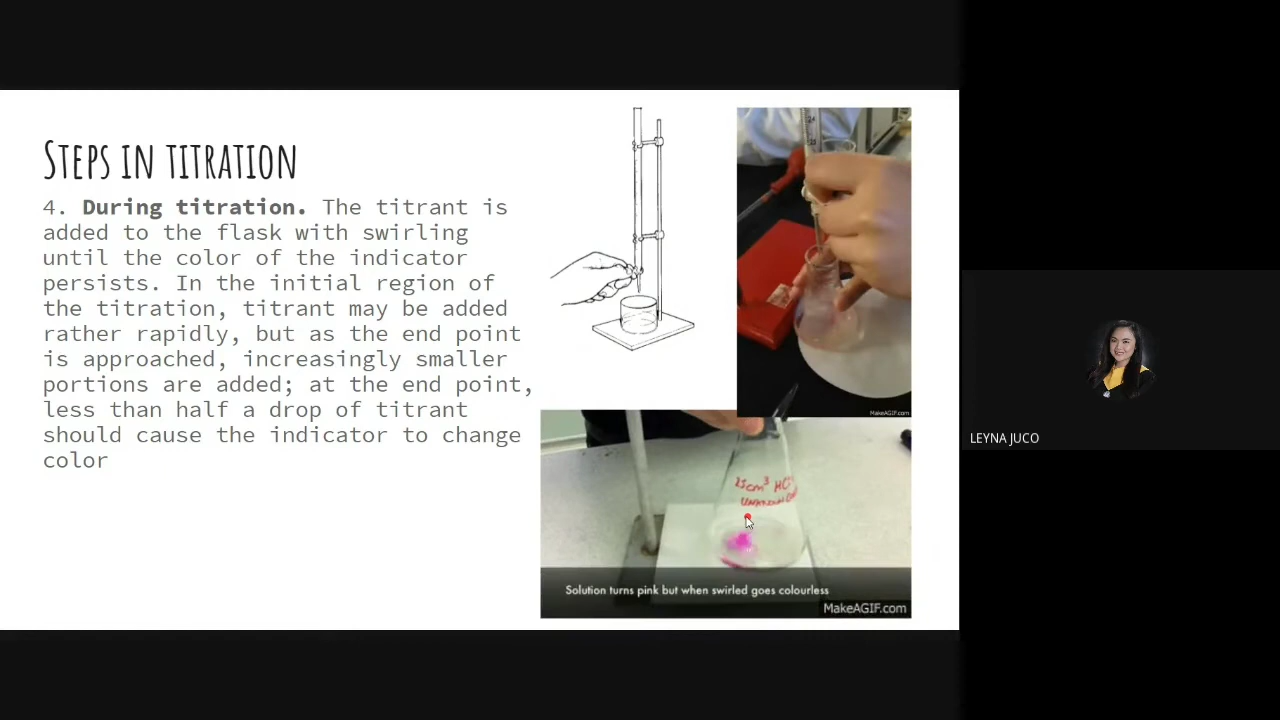 STEPS IN TITRATION
4. During titration. The titrant is
added to the flask with swirling
until the color of the indicator
persists. In the initial region of
the titration, titrant may be added
rather rapidly, but as the end point
is approached, increasingly smaller
portions are added; at the end point,
less than half a drop of titrant
should cause the indicator to change
color
MakeAGIF.com
25cm³ HCl
Solution turns pink but when swirled goes colourless
MakeAGIF.com
LEYNA JUCO